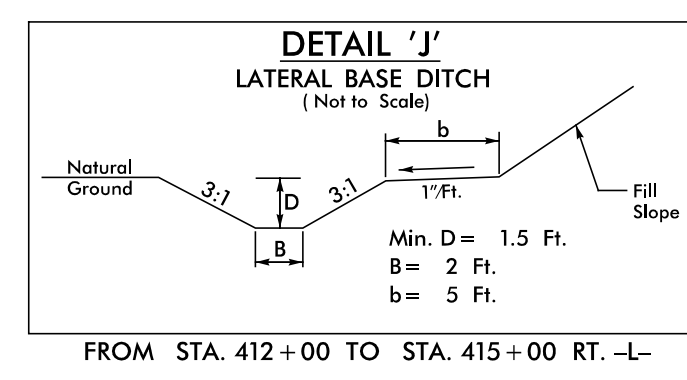 DETAIL 'J'
LATERAL BASE DITCH
( Not to Scale)
b
Natural
Ground
3:1
D
3:1
1"/Ft.
Fill
Slope
B
Min. D = 1.5 Ft.
B = 2 Ft.
b = 5 Ft.
FROM STA. 412+00 TO STA. 415+00 RT. -L-